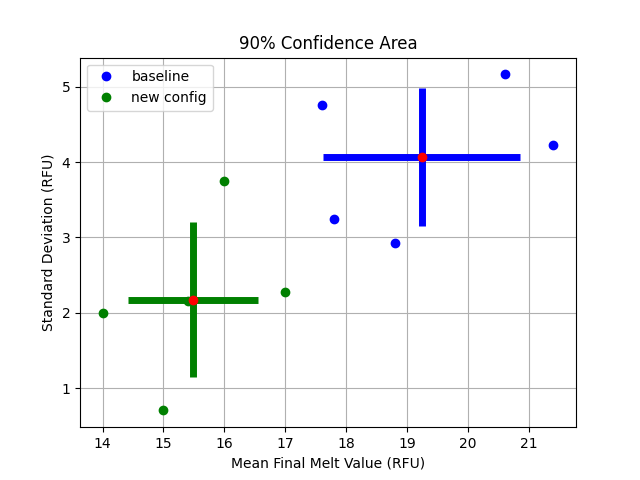 90% Confidence Area
baseline
new config
Standard Deviation (RFU)
5
4
3
2
1
14 15 16 17 18 19 20 21
Mean Final Melt Value (RFU)